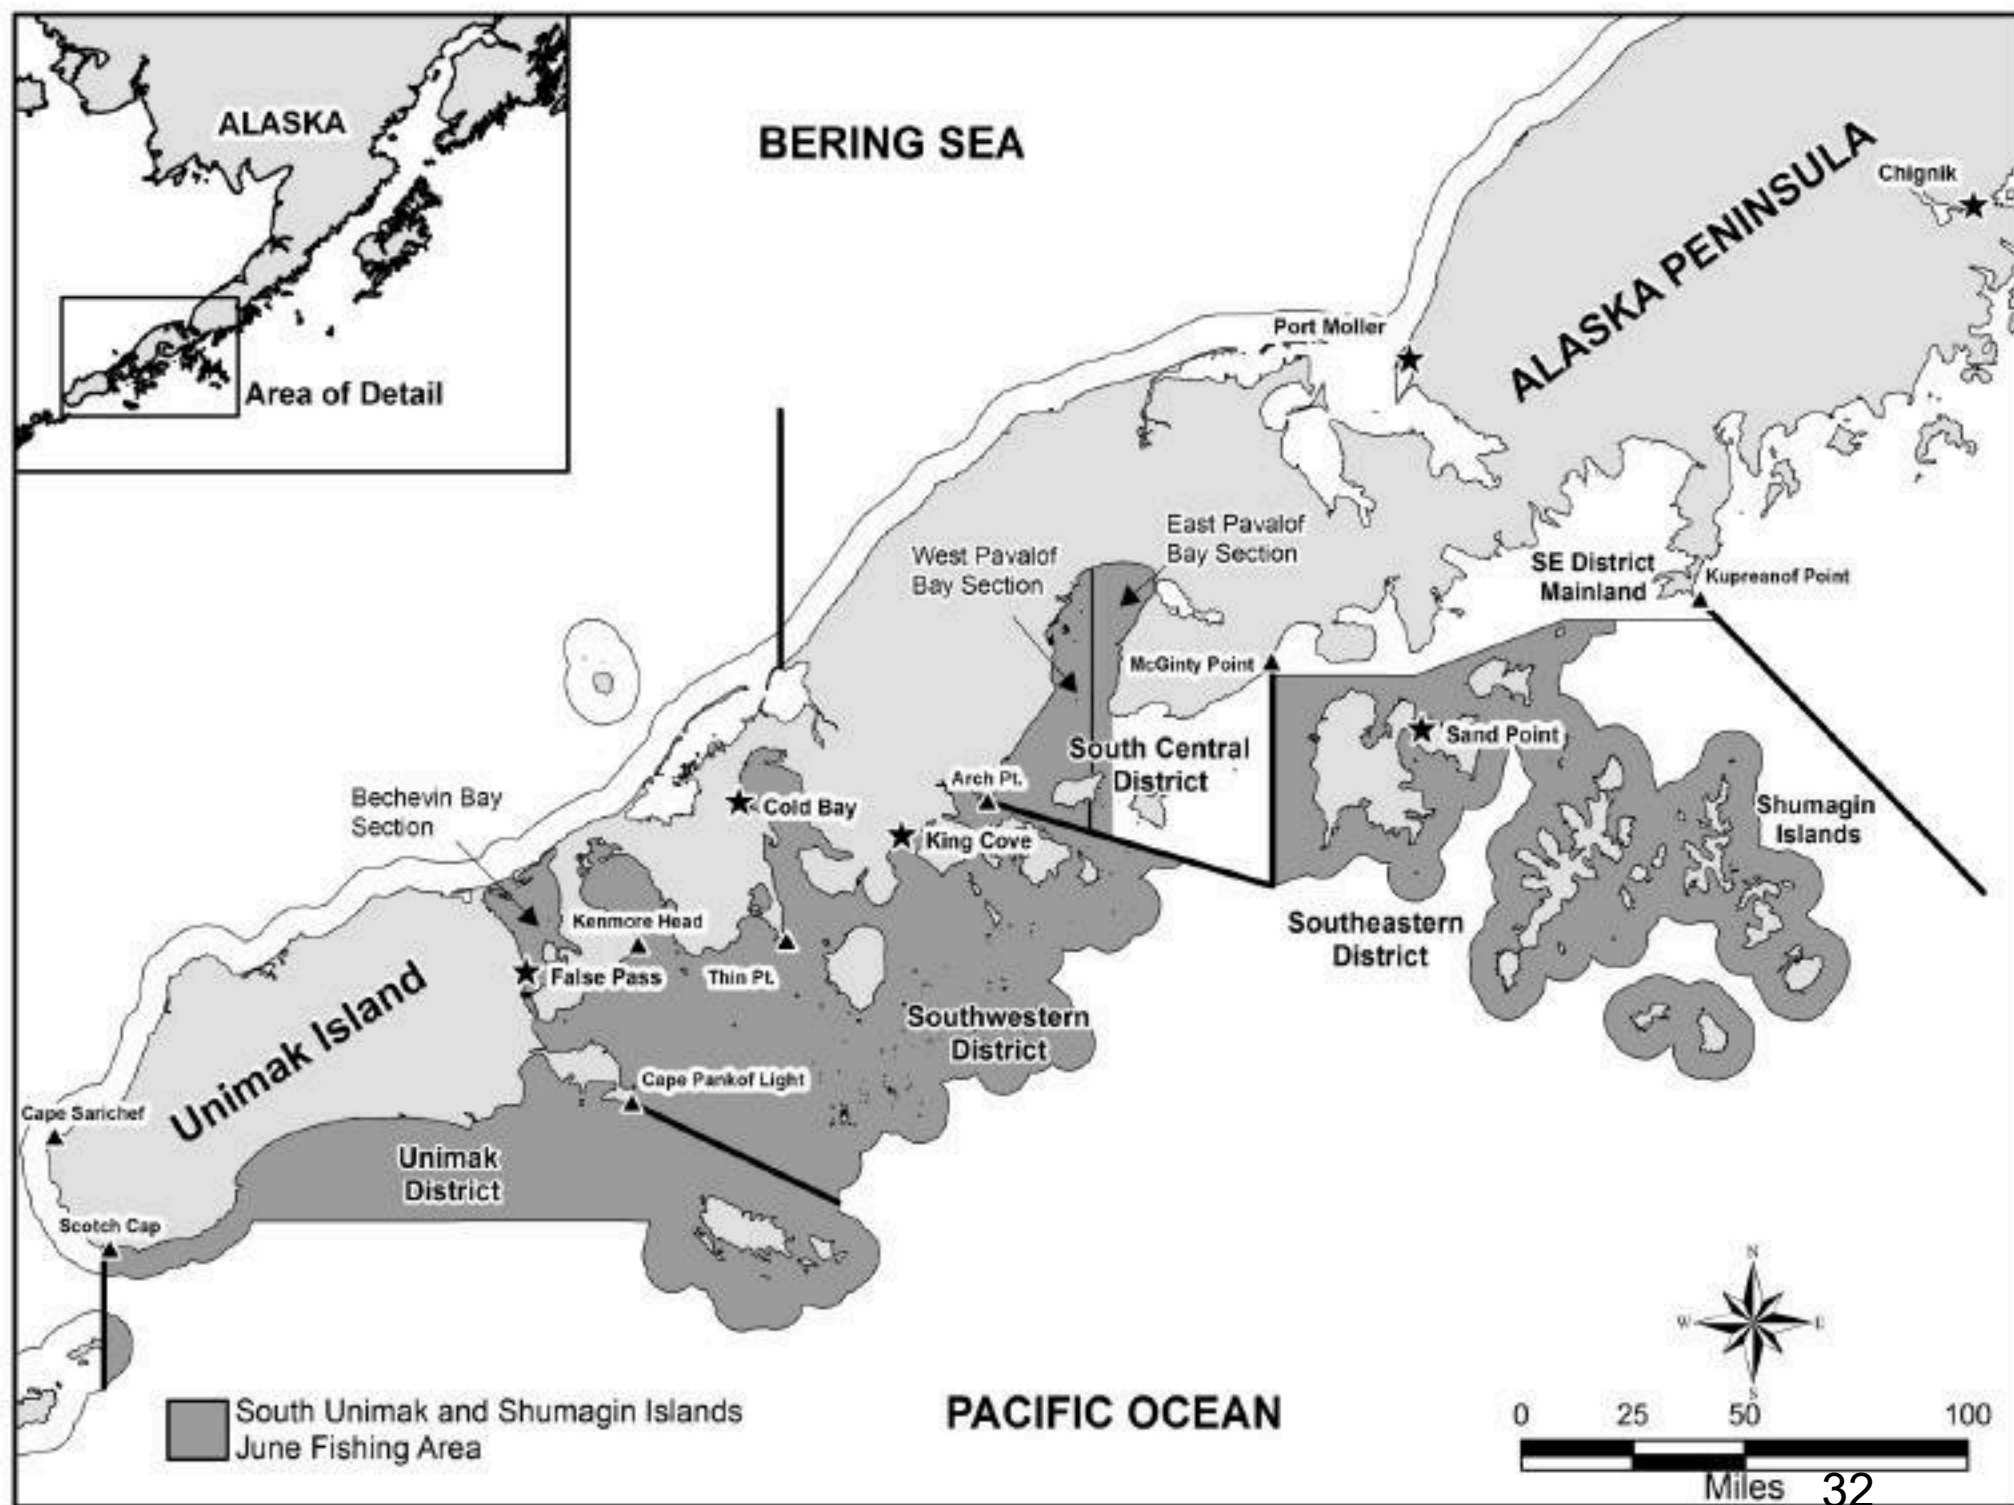 ALASKA
Area of Detail
BERING SEA
ALASKA PENINSULA
Chignik
Port Moller
East Pavalof
Bay Section
West Pavalof
Bay Section
SE District
Mainland
Kupreanof Point
McGinty Point
Sand Point
South Central
District
Arch Pt.
Shumagin
Islands
Bechevin Bay
Section
Cold Bay
King Cove
Kenmore Head
False Pass
Thin Pt.
Southeastern
District
Southwestern
District
Unimak Island
Cape Pankof Light
Cape Sarichef
Unimak
District
Scotch Cap
N
W
E
S
South Unimak and Shumagin Islands
June Fishing Area
PACIFIC OCEAN
0 25 50 100
Miles
32